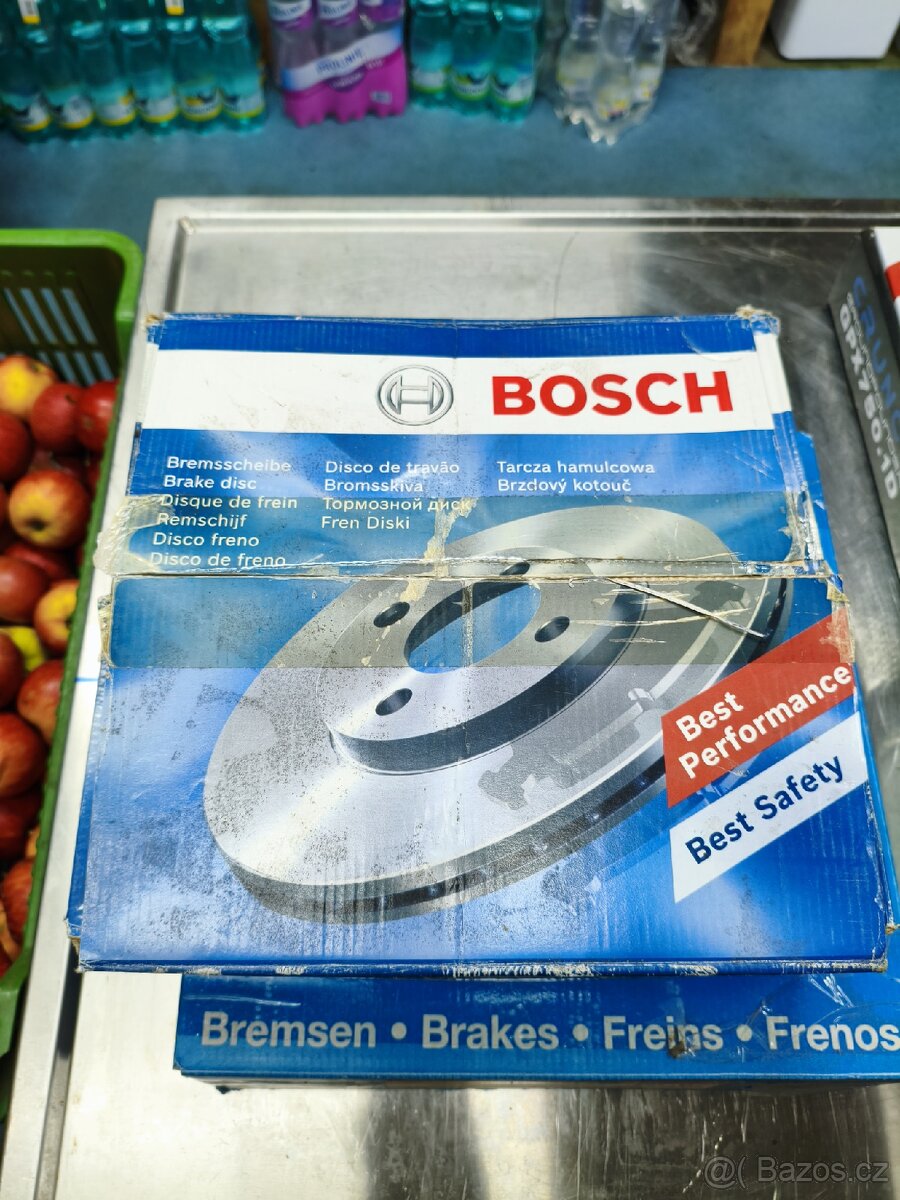 BOSCH
Bremsscheibe
Brake disc
Disque de frein
Remschijf
Disco freno
Disco de freno
Disco de travão
Bromsskiva
Тормозной диск
Fren Diski
Tarcza hamulcowa
Brzdový kotouč
Best
Performance
Best Safety
Bremsen • Brakes • Freins • Frenos
@( Bazos.cz